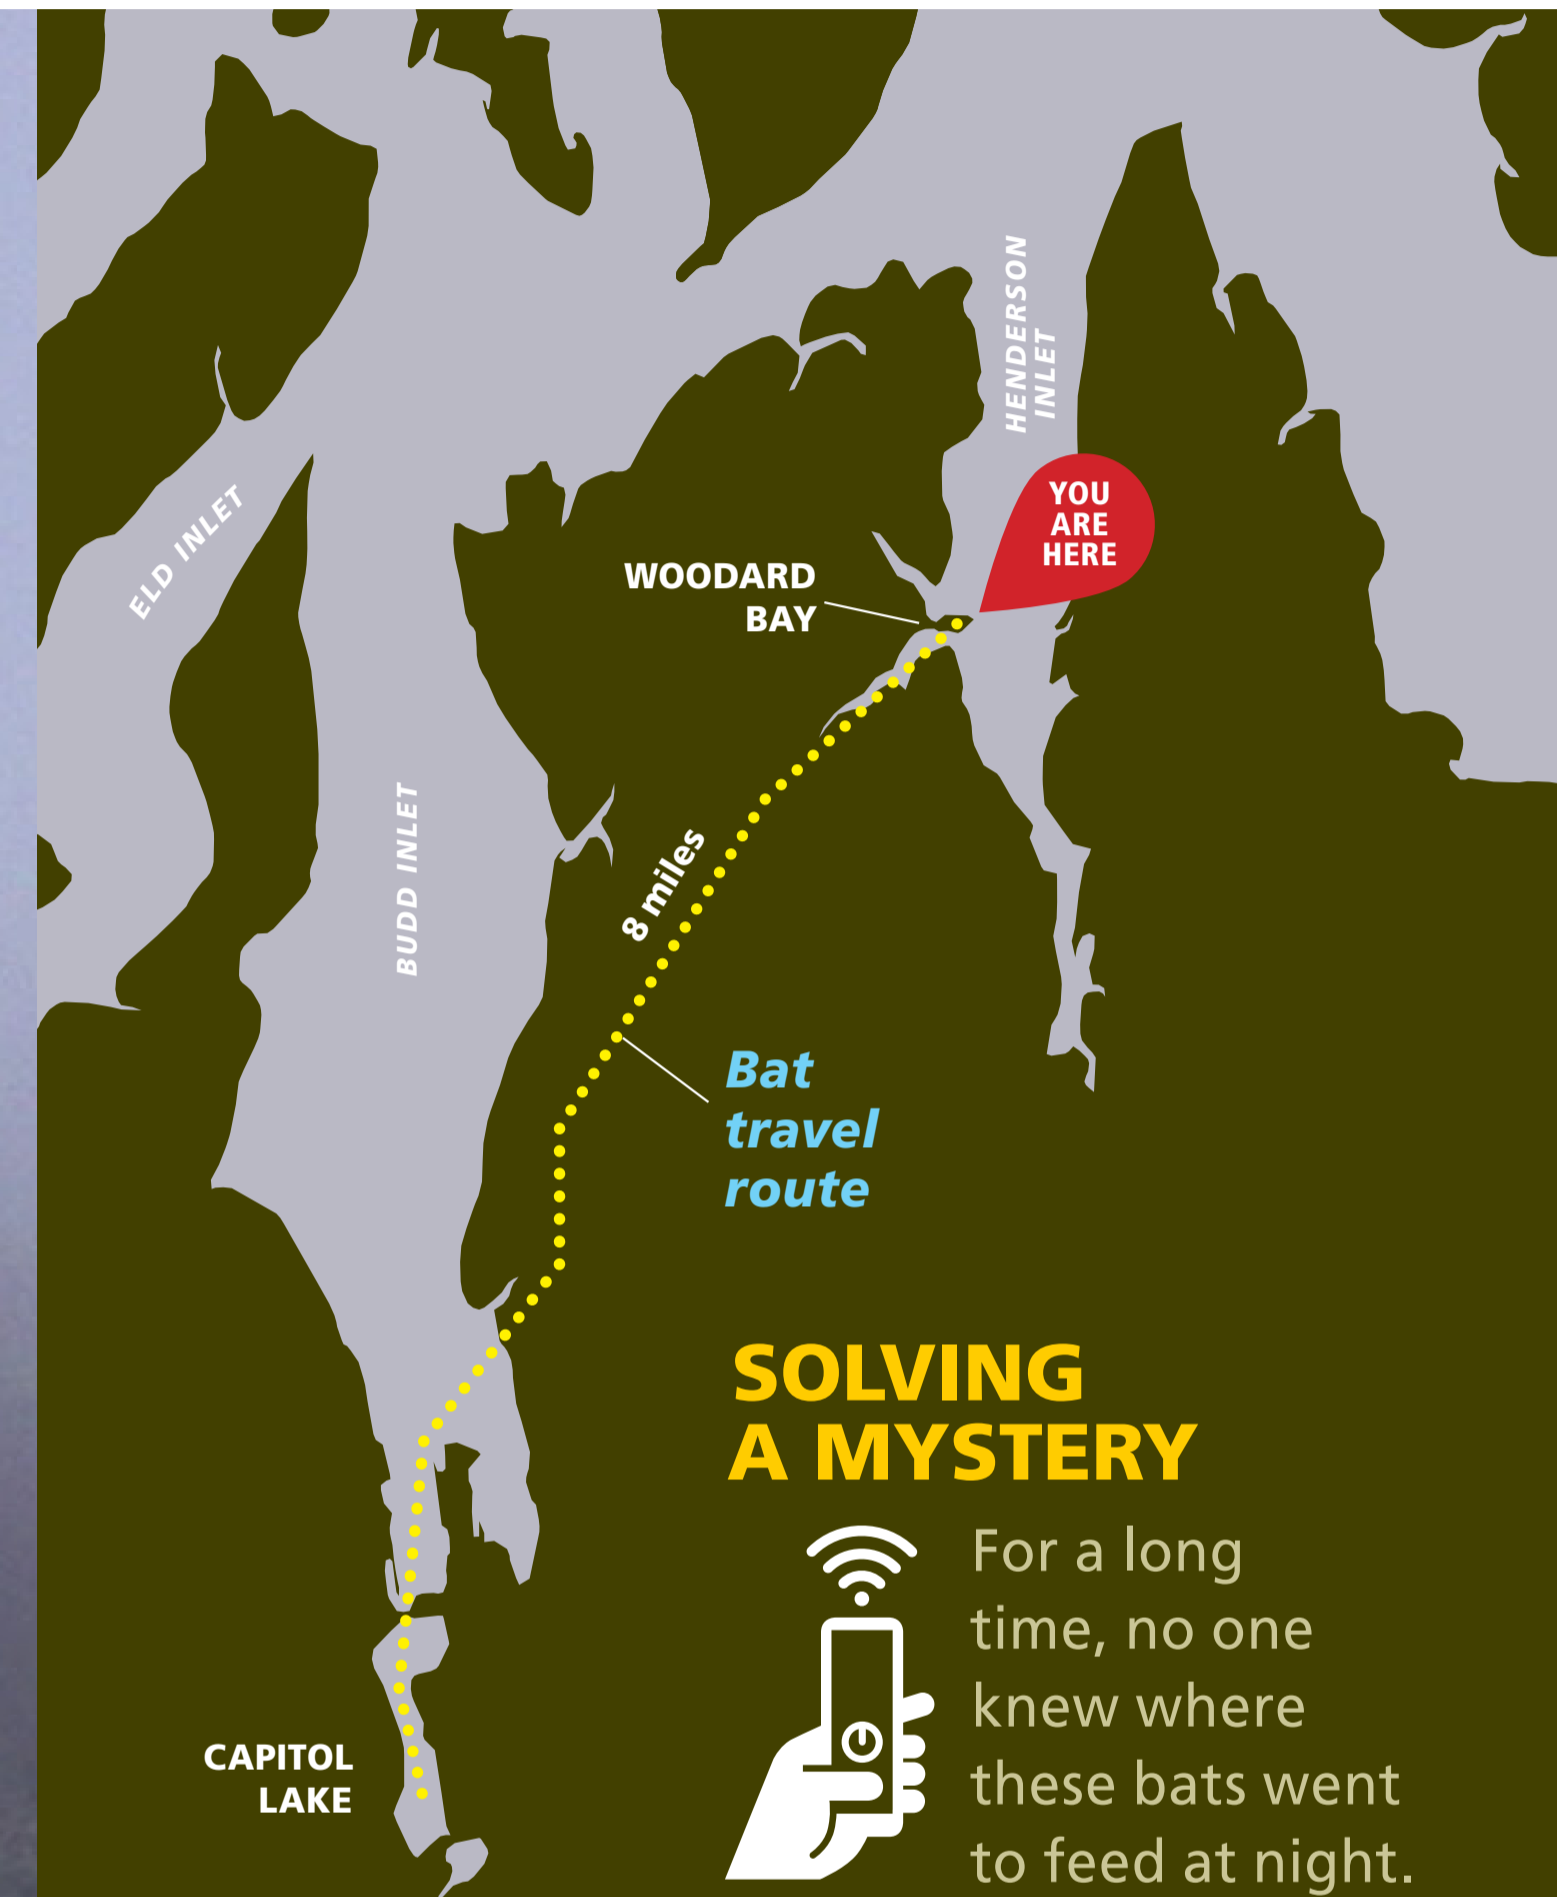 HENDERSON
INLET
YOU
ARE
HERE
ELD INLET
WOODARD
BAY
BUDD INLET
8 miles
Bat
travel
route
SOLVING
A MYSTERY
For a long
time, no one
knew where
these bats went
to feed at night.
CAPITOL
LAKE